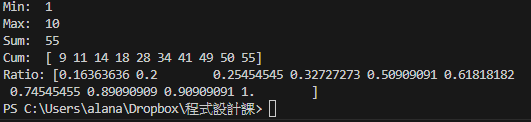 Min:  1
Max:  10
Sum:  55
Cum:  [ 9 11 14 18 28 34 41 49 50 55]
Ratio: [0.16363636 0.2        0.25454545 0.32727273 0.50909091 0.61818182
 0.74545455 0.89090909 0.90909091 1.        ]
PS C:\Users\alana\Dropbox\程式設計課>